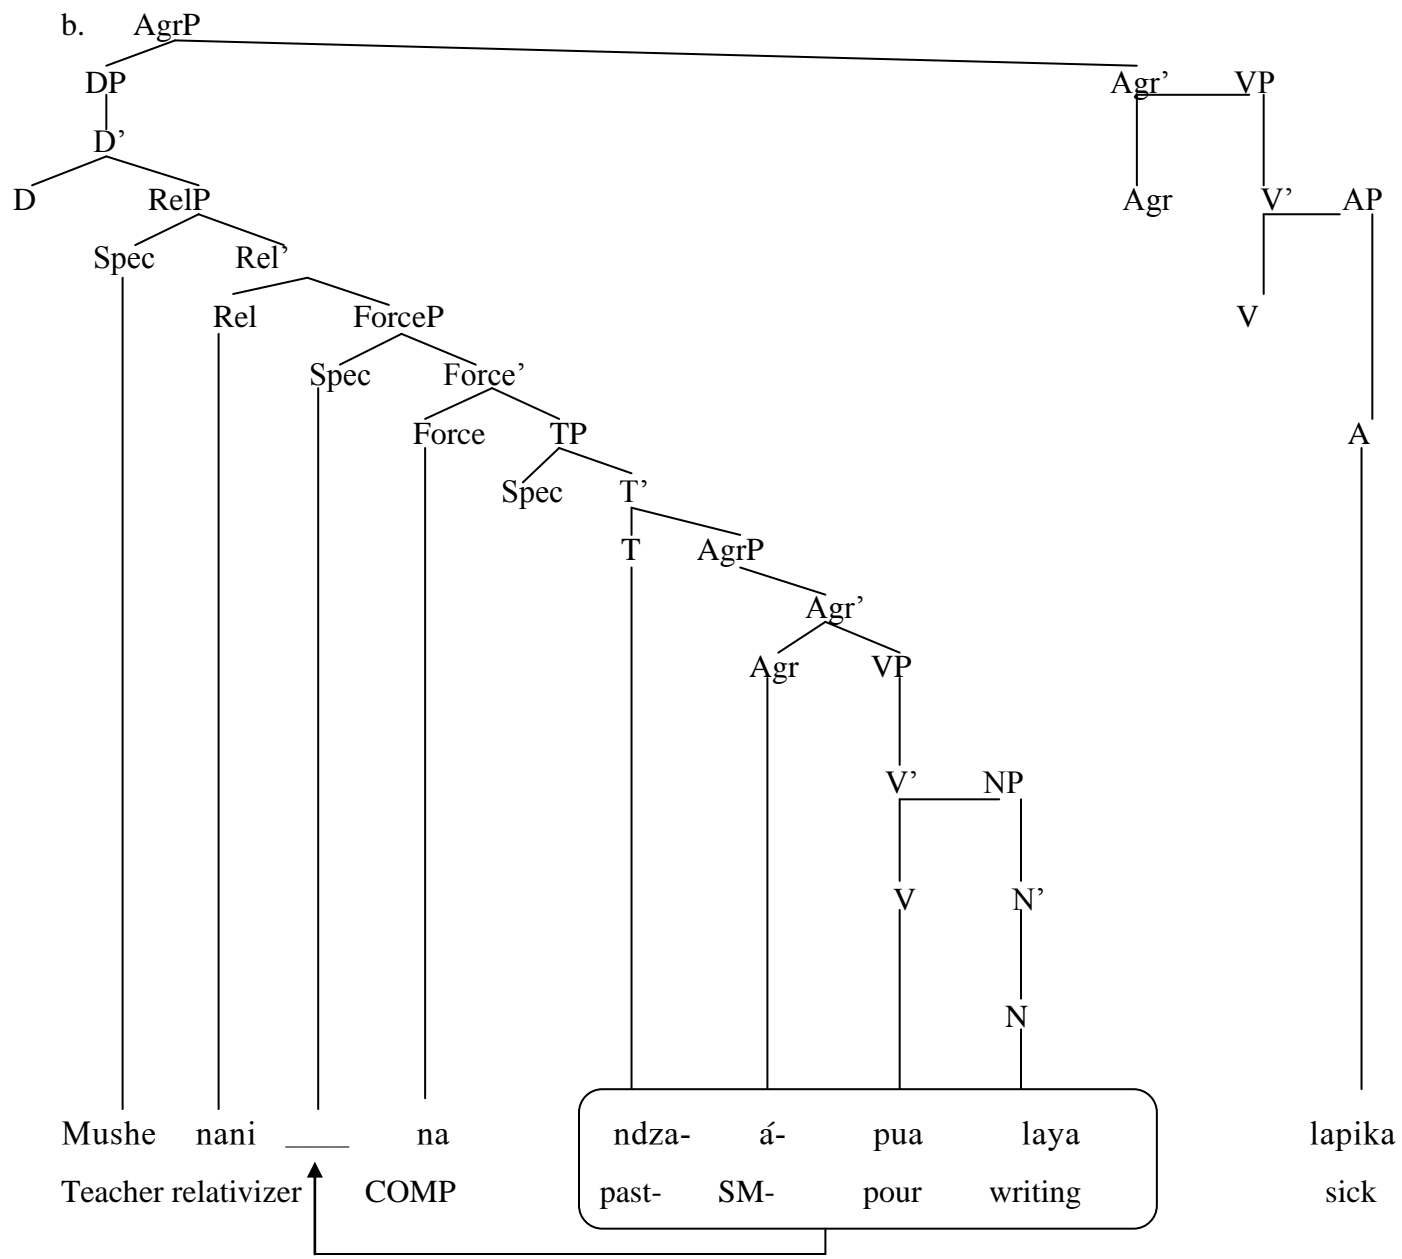 b. AgrP
DP Agr’ VP
D’
D RelP Agr V’ AP
Spec Rel’
Rel ForceP V
Spec Force’
Force TP A
Spec T’
T AgrP
Agr’
Agr VP
V’ NP
V N’
N
Mushe nani ____ na ndza- á- pua laya lapika
Teacher relativizer COMP past- SM- pour writing sick